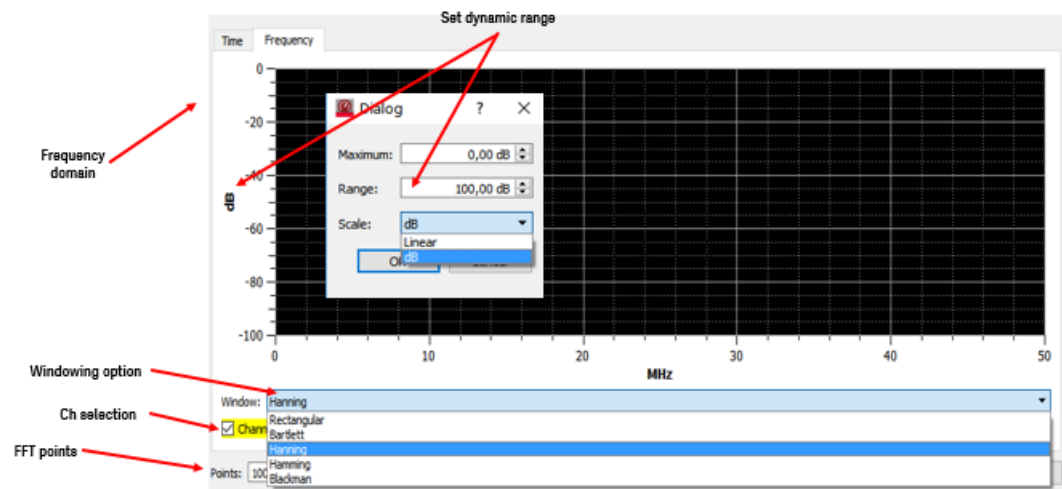 Set dynamic range
Time Frequency
0
Dialog ? ×
-20
Maximum: 0,00 dB
Frequency
domain
-40
Range: 100,00 dB
dB
-60
Scale: dB
Linear
dB
-80
-100
0 10 20 30 40 50
MHz
Windowing option
Window: Hanning
Ch selection
Rectangular
Bartlett
FFT points
Hanning
Hamming
Points: 100
Blackman